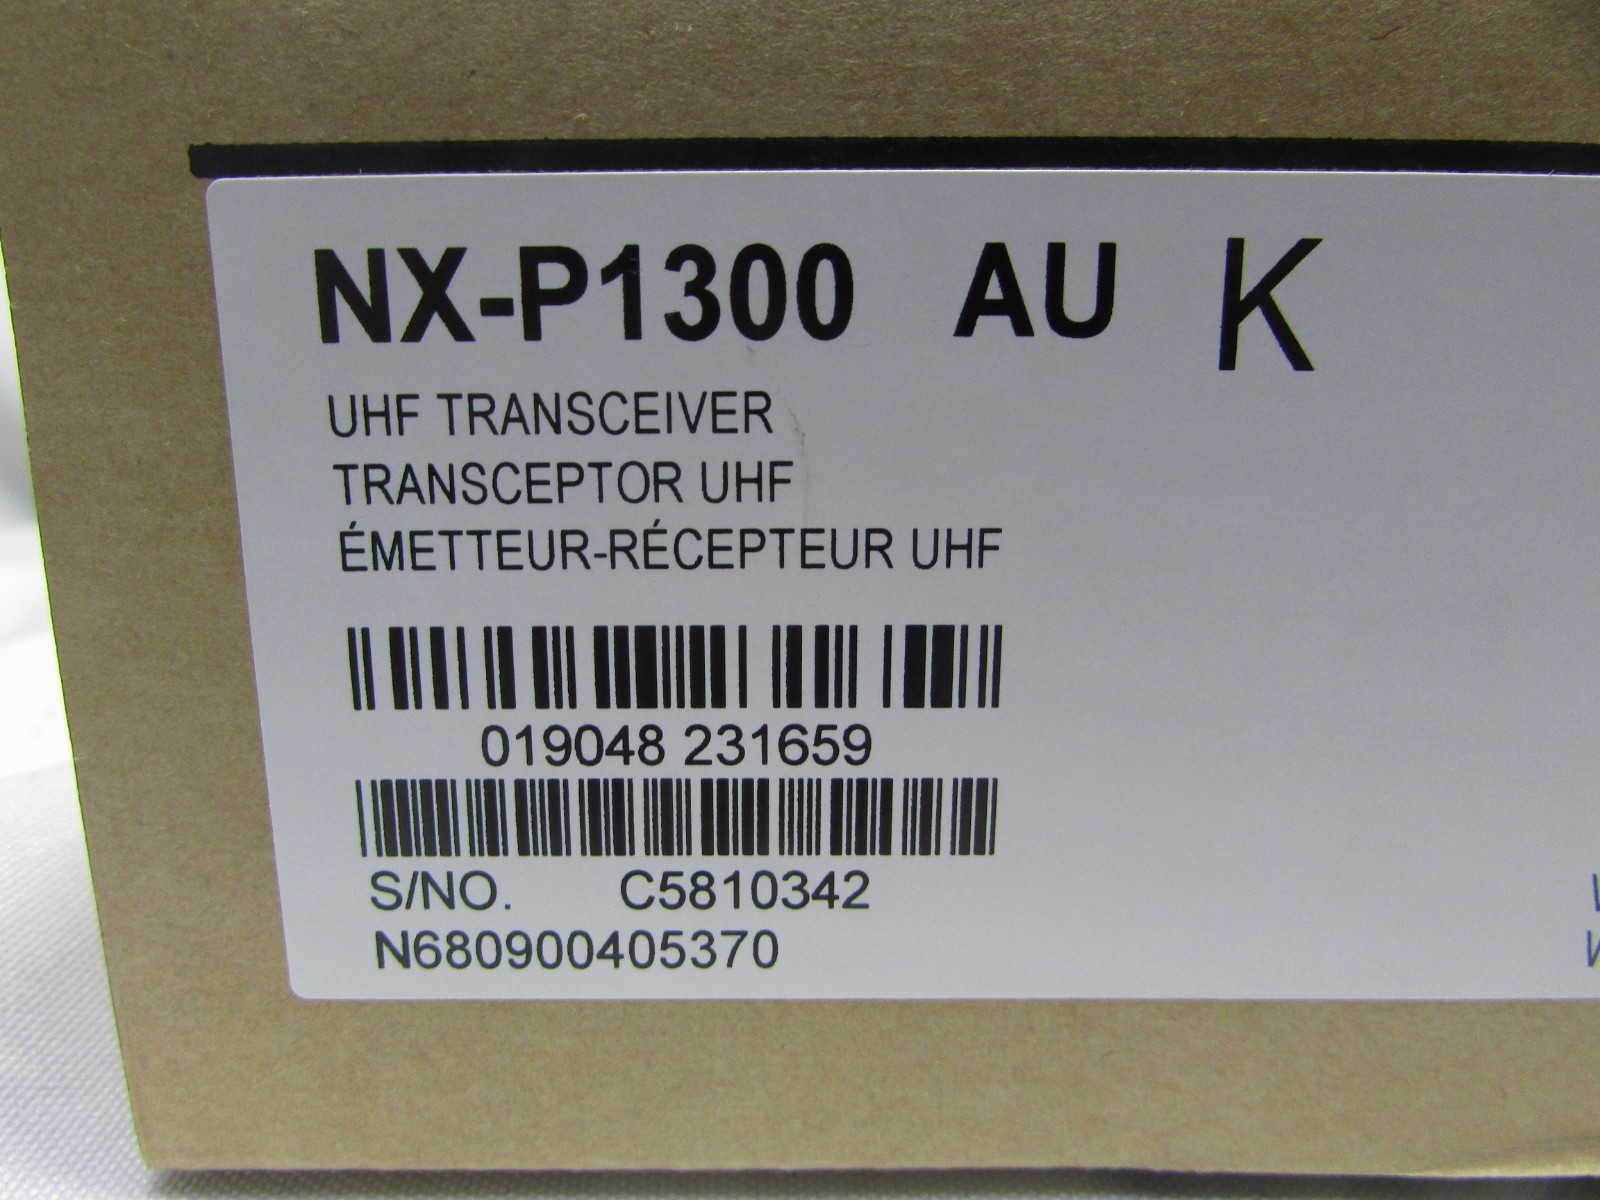 NX-P1300 AU K
UHF TRANSCEIVER
TRANSCEPTOR UHF
ÉMETTEUR-RÉCEPTEUR UHF
019048 231659
S/NO. C5810342
N680900405370